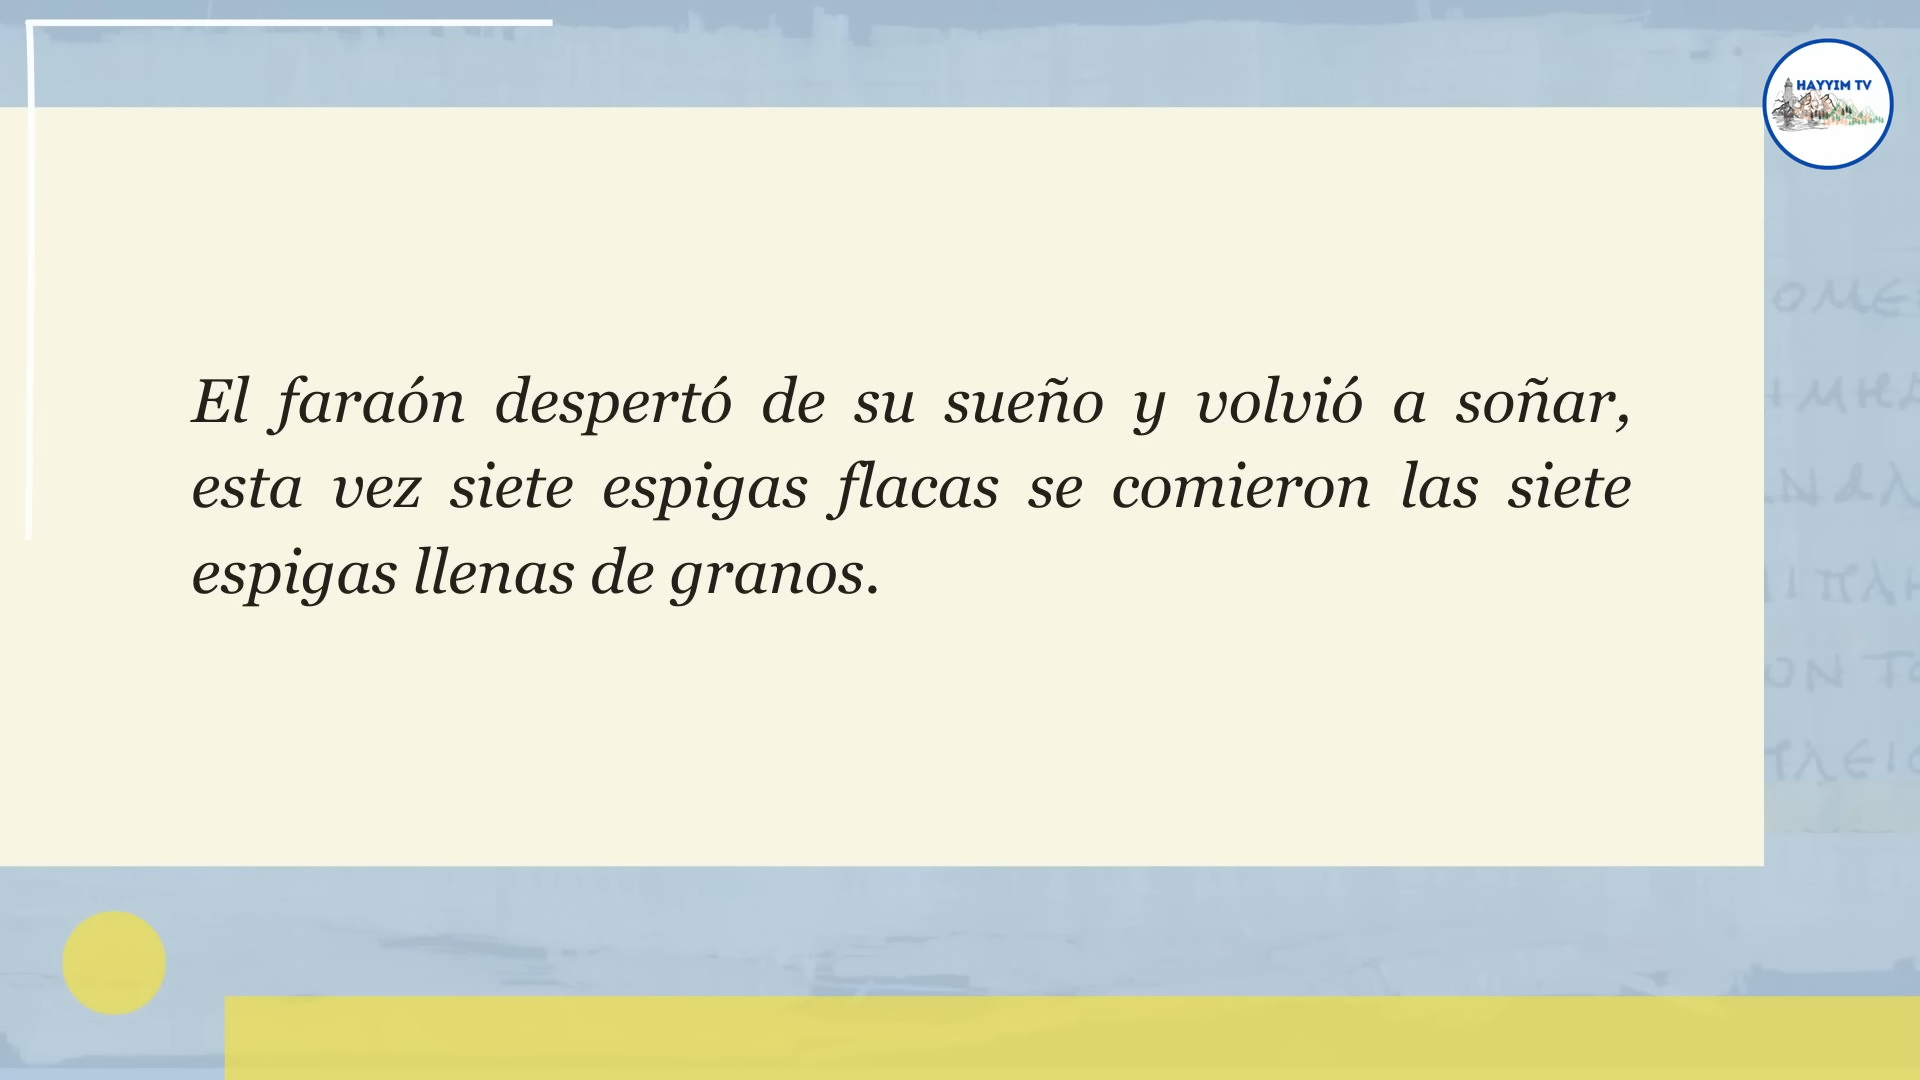 HAYYIM TV
El faraón despertó de su sueño y volvió a soñar,
esta vez siete espigas flacas se comieron las siete
espigas llenas de granos.